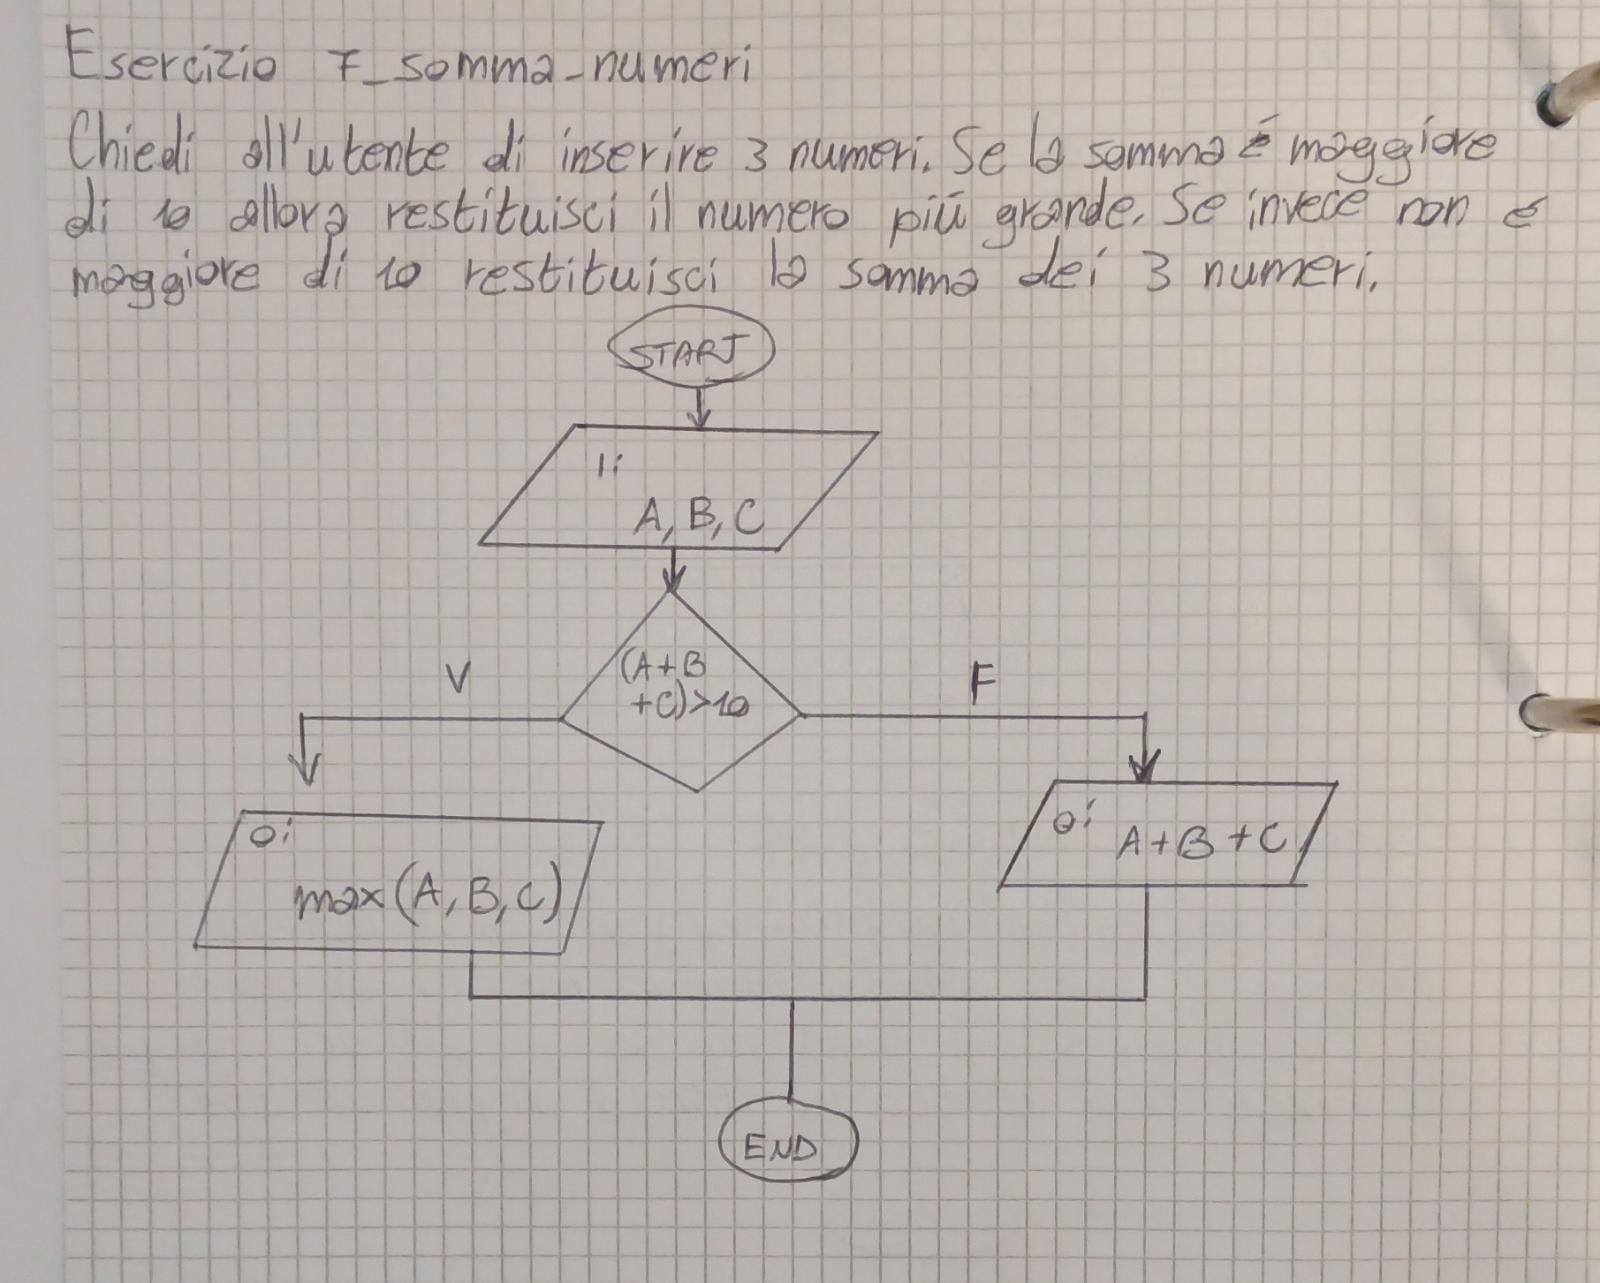 Esercizio 7_somma_numeri
Chiedi all'utente di inserire 3 numeri. Se la somma é maggiore
di 10 allora restituisci il numero più grande. Se invece non é
maggiore di 10 restituisci la somma dei 3 numeri.
START
I:
A, B, C
(A+B
+C)>10
V
F
O:
max(A, B, C)
O:
A+B+C
END